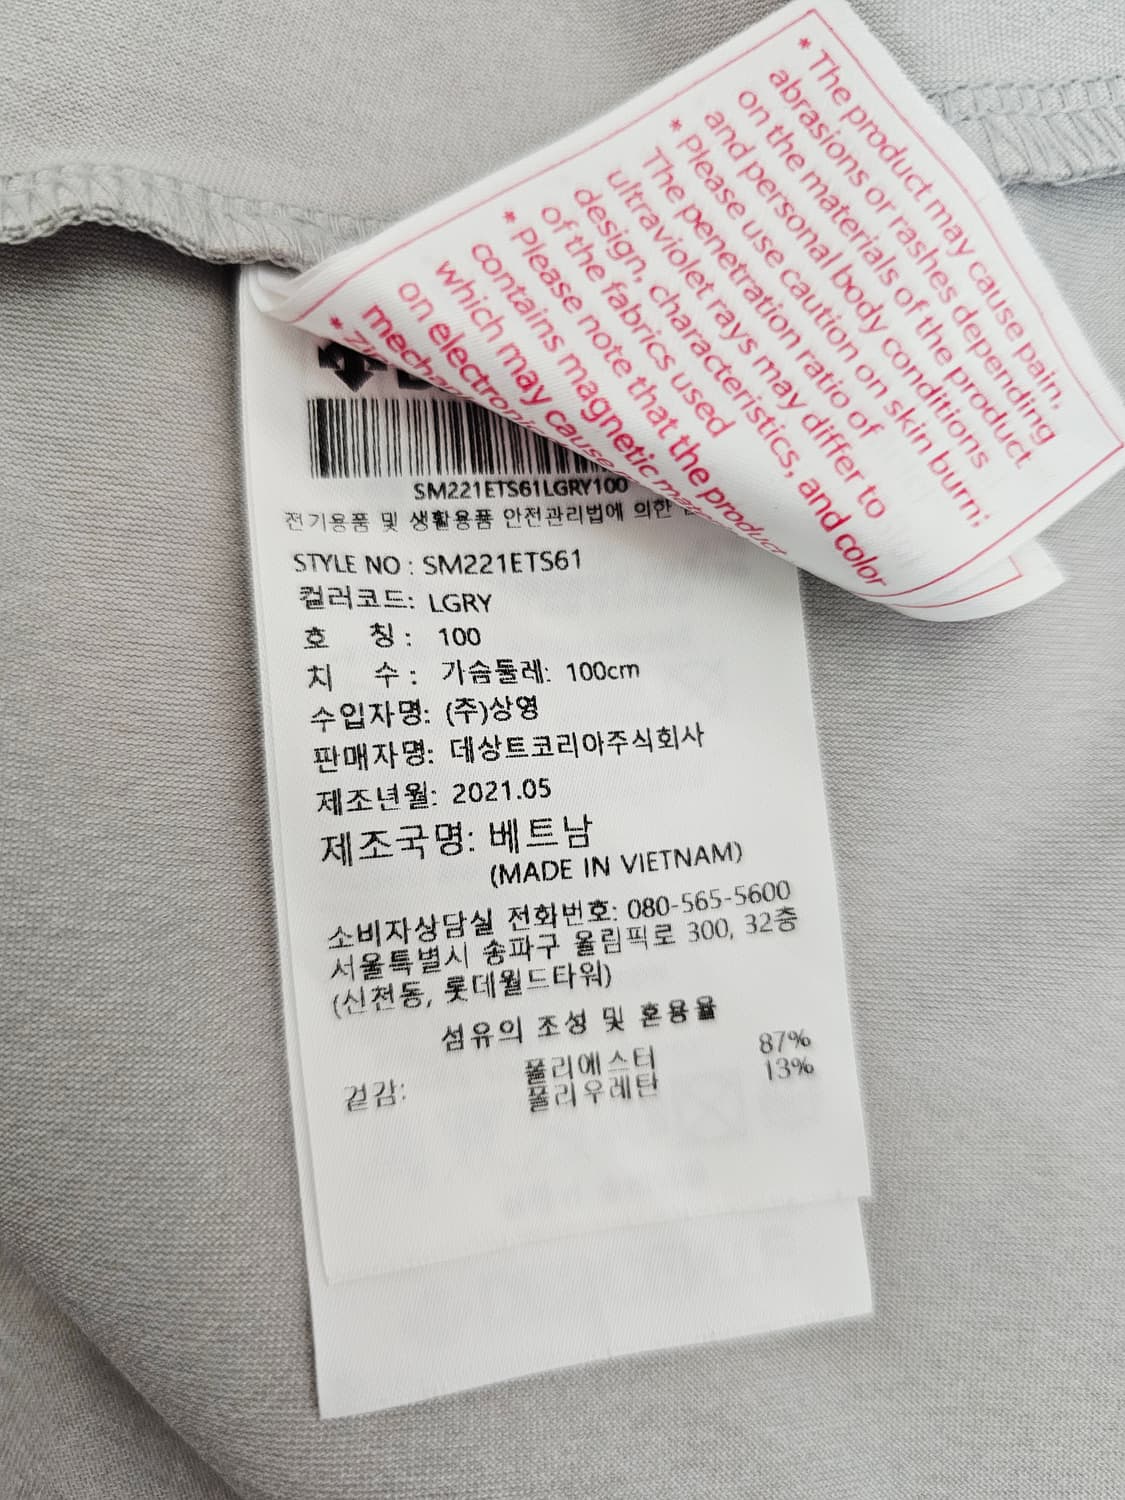 * The product may cause pain,
abrasions or rashes depending
on the materials of the product
and personal body conditions
* Please use caution on skin burn;
The penetration ratio of
ultraviolet rays may differ to
design, characteristics, and color
of the fabrics used
* Please note that the product
contains magnetic
which may cause
on electronic
SM221ETS61LGRY100
전기용품 및 생활용품 안전관리법에 의한
STYLE NO : SM221ETS61
컬러코드: LGRY
호 칭 : 100
치 수 : 가슴둘레: 100cm
수입자명: (주)상영
판매자명: 데상트코리아주식회사
제조년월: 2021.05
제조국명: 베트남
(MADE IN VIETNAM)
소비자상담실 전화번호: 080-565-5600
서울특별시 송파구 올림픽로 300, 32층
(신천동, 롯데월드타워)
섬유의 조성 및 혼용율
겉감: 폴리에스터 87%
폴리우레탄 13%